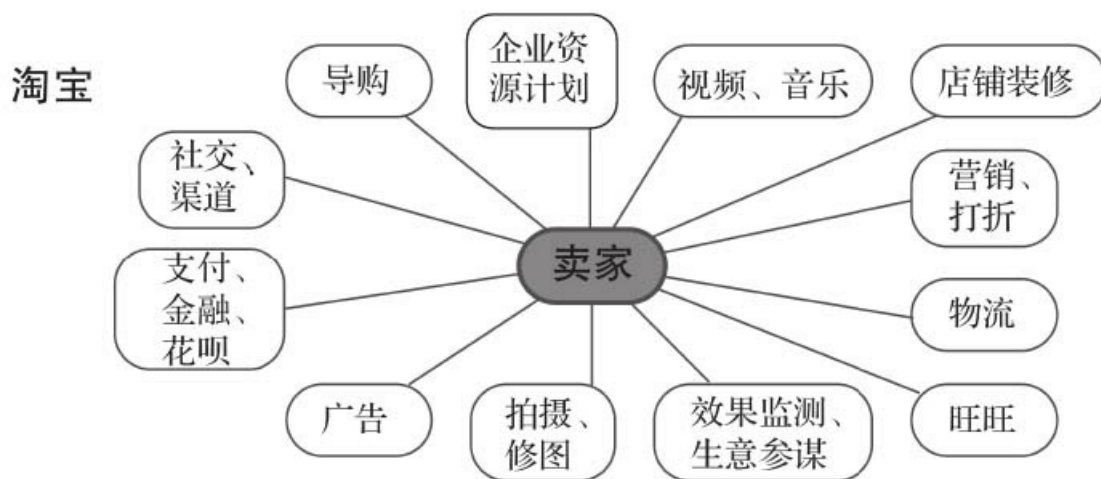 淘宝
导购
企业资
源计划
视频、音乐
店铺装修
社交、
渠道
营销、
打折
卖家
支付、
金融、
花呗
物流
广告
拍摄、
修图
效果监测、
生意参谋
旺旺